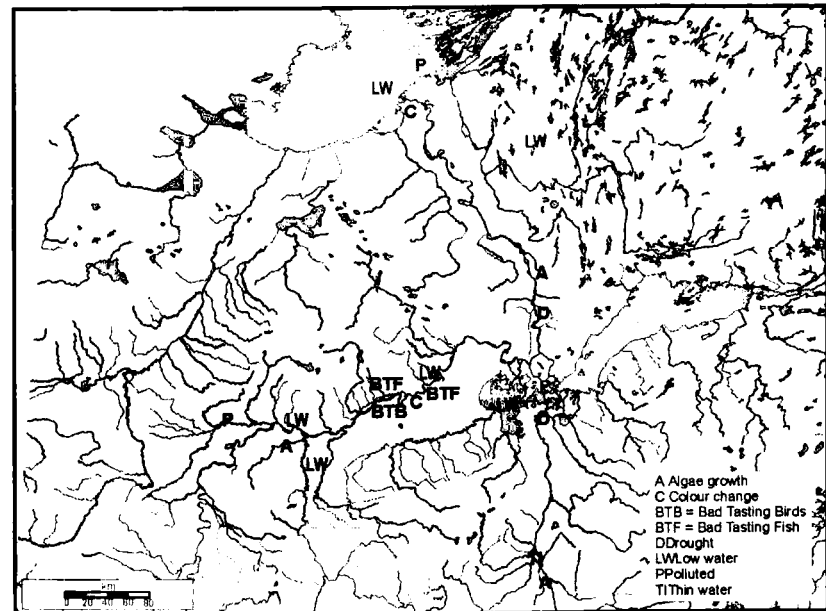 P
LW
C
LW
A
D
LW
BTF
BTF
BTB
C
P
LW
A
LW
A Algae growth
C Colour change
BTB = Bad Tasting Birds
BTF = Bad Tasting Fish
DDrought
LWLow water
PPolluted
TIThin water
0 20 40 60 80